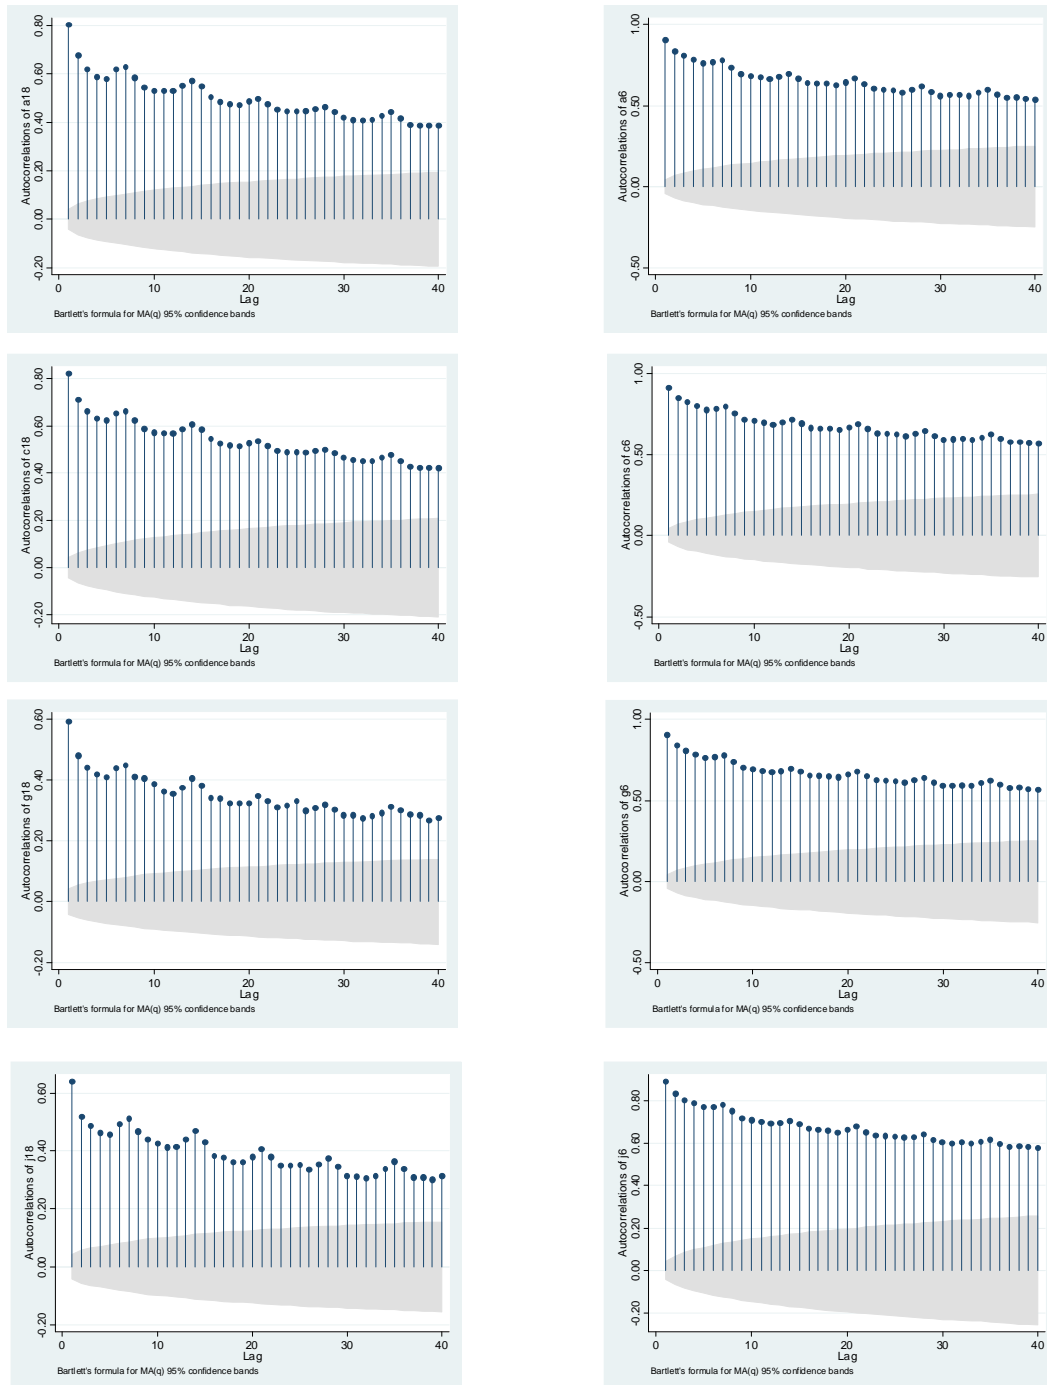 Autocorrelations of a18
0.80
0.60
0.40
0.20
0.00
-0.20
0 10 20 30 40
Lag
Bartlett's formula for MA(q) 95% confidence bands
Autocorrelations of a6
1.00
0.50
0.00
-0.50
0 10 20 30 40
Lag
Bartlett's formula for MA(q) 95% confidence bands
Autocorrelations of c18
0.80
0.60
0.40
0.20
0.00
-0.20
0 10 20 30 40
Lag
Bartlett's formula for MA(q) 95% confidence bands
Autocorrelations of c6
1.00
0.50
0.00
-0.50
0 10 20 30 40
Lag
Bartlett's formula for MA(q) 95% confidence bands
Autocorrelations of g18
0.60
0.40
0.20
0.00
-0.20
0 10 20 30 40
Lag
Bartlett's formula for MA(q) 95% confidence bands
Autocorrelations of g6
1.00
0.50
0.00
-0.50
0 10 20 30 40
Lag
Bartlett's formula for MA(q) 95% confidence bands
Autocorrelations of j18
0.60
0.40
0.20
0.00
-0.20
0 10 20 30 40
Lag
Bartlett's formula for MA(q) 95% confidence bands
Autocorrelations of j6
0.80
0.60
0.40
0.20
0.00
-0.20
0 10 20 30 40
Lag
Bartlett's formula for MA(q) 95% confidence bands